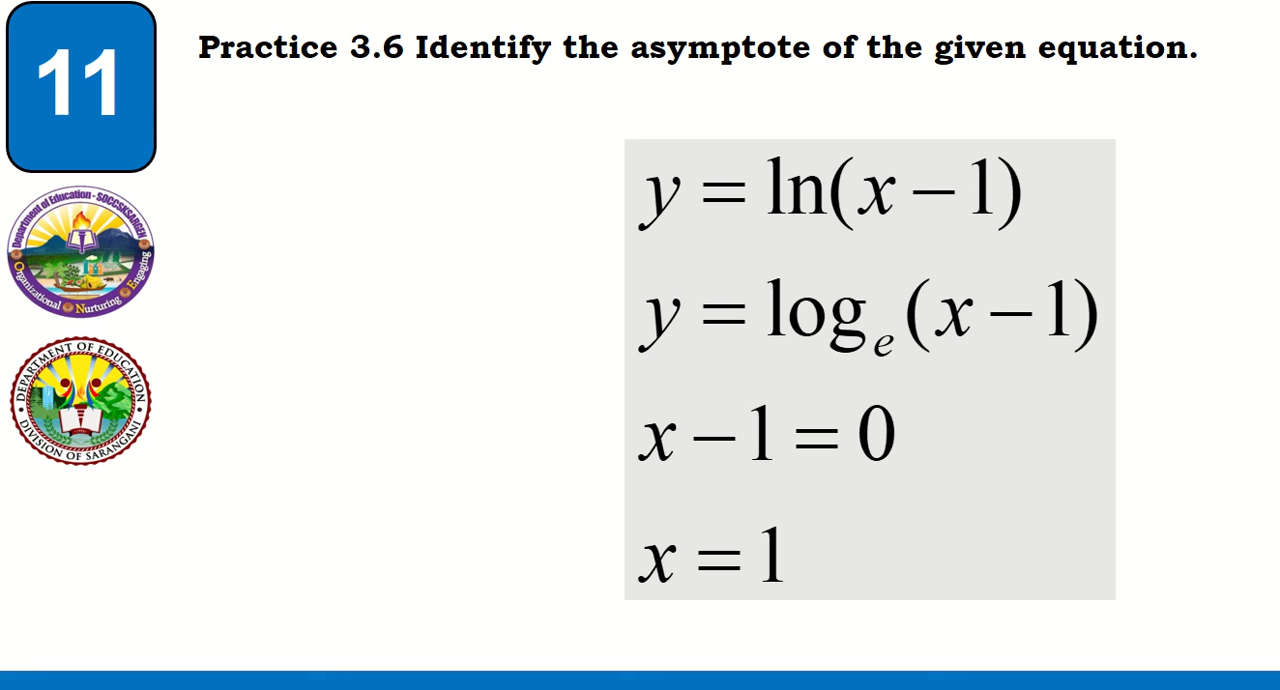 11
Practice 3.6 Identify the asymptote of the given equation.
y = ln(x − 1)
y = logₑ(x − 1)
x − 1 = 0
x = 1
Department of Education - SOCCSKSARGEN
Organizational Nurturing Engaging
DEPARTMENT OF EDUCATION
DIVISION OF SARANGANI